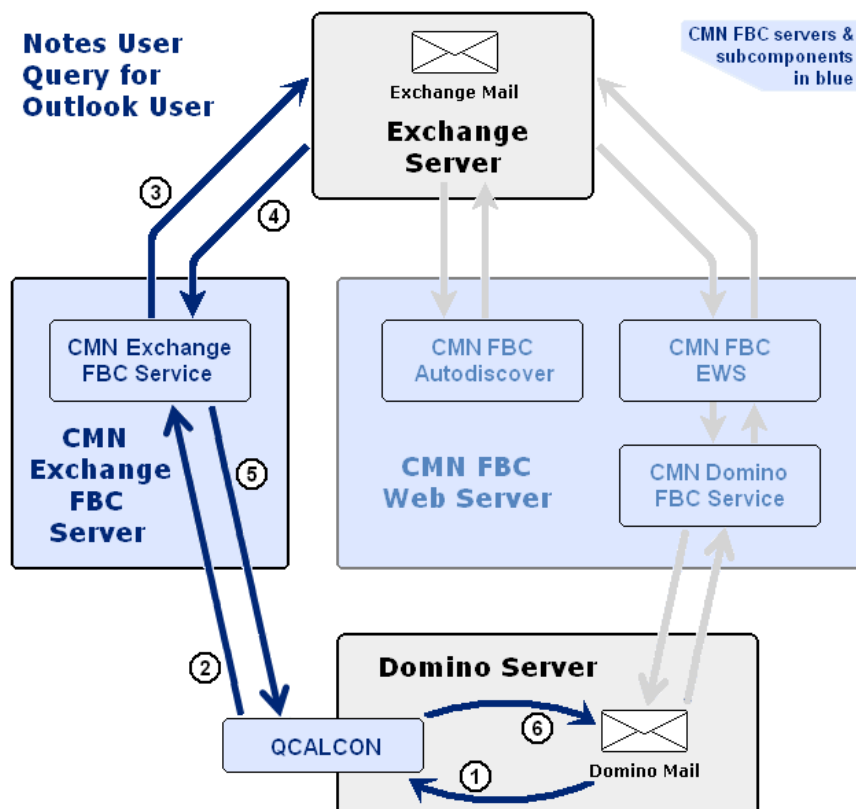 Notes User
Query for
Outlook User
CMN FBC servers &
subcomponents
in blue
Exchange Mail
Exchange
Server
3
4
CMN Exchange
FBC Service
CMN
Exchange
FBC
Server
CMN FBC
Autodiscover
CMN FBC
EWS
CMN FBC
Web Server
CMN Domino
FBC Service
5
2
Domino Server
QCALCON
6
1
Domino Mail